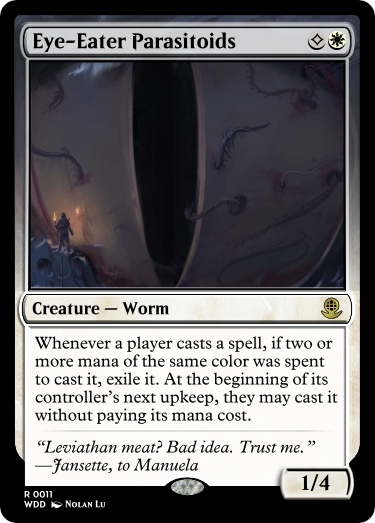 Eye-Eater Parasitoids
Creature — Worm
Whenever a player casts a spell, if two or
more mana of the same color was spent
to cast it, exile it. At the beginning of its
controller's next upkeep, they may cast it
without paying its mana cost.
“Leviathan meat? Bad idea. Trust me.”
—Jansette, to Manuela
1/4
R 0011
WDD Nolan Lu